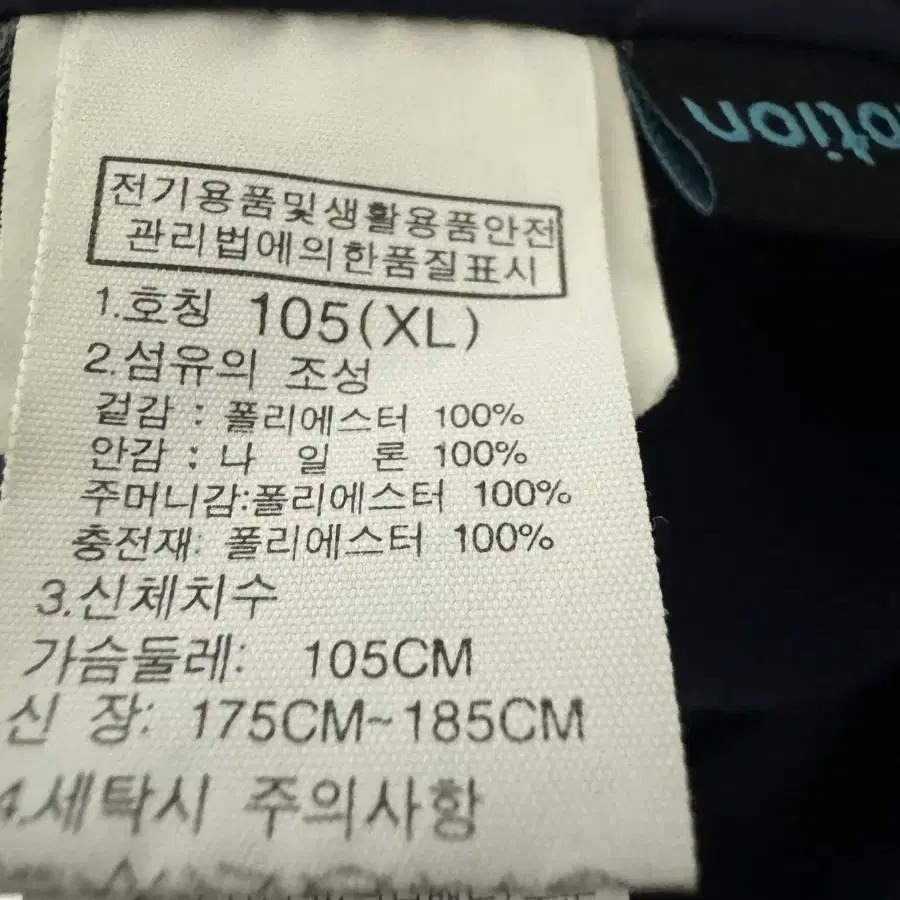 전기용품및생활용품안전
관리법에의한품질표시
1.호칭 105(XL)
2.섬유의 조성
겉감 : 폴리에스터 100%
안감 : 나 일 론 100%
주머니감:폴리에스터 100%
충전재: 폴리에스터 100%
3.신체치수
가슴둘레: 105CM
신 장: 175CM~185CM
4.세탁시 주의사항
otion